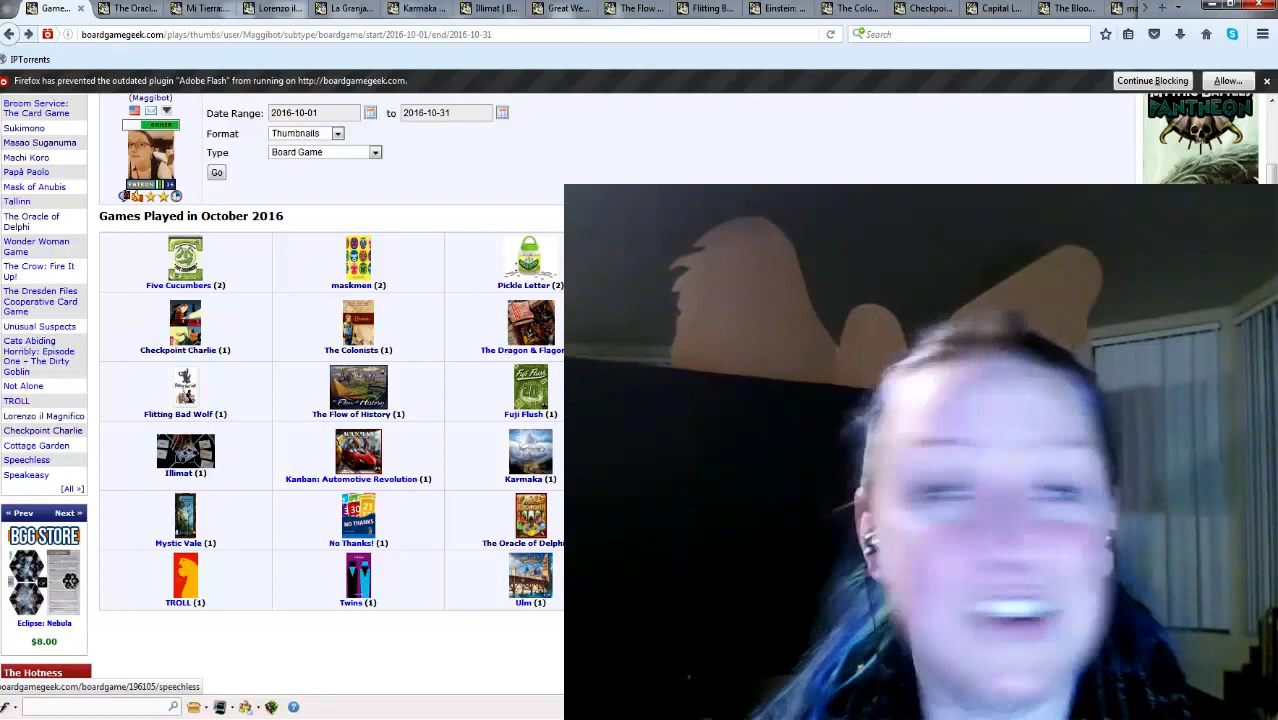 Game...
The Oracl...
Mi Tierra:...
Lorenzo il...
La Granja...
Karmaka ...
Illimat | B...
Great We...
The Flow ...
Flitting B...
Einstein: ...
The Colo...
Checkpoi...
Capital L...
The Bloo...
boardgamegeek.com/plays/thumbs/user/Maggibot/subtype/boardgame/start/2016-10-01/end/2016-10-31
Search
IPTorrents
Firefox has prevented the outdated plugin "Adobe Flash" from running on http://boardgamegeek.com.
Continue Blocking
Allow...
Broom Service:
The Card Game
Sukimono
Masao Suganuma
Machi Koro
Papà Paolo
Mask of Anubis
Tallinn
The Oracle of
Delphi
Wonder Woman
Game
The Crow: Fire It
Up!
The Dresden Files
Cooperative Card
Game
Unusual Suspects
Cats Abiding
Horribly: Episode
One – The Dirty
Goblin
Not Alone
TROLL
Lorenzo il Magnifico
Checkpoint Charlie
Cottage Garden
Speechless
Speakeasy
[All »]
« Prev
Next »
BGG STORE
Eclipse: Nebula
$8.00
The Hotness
boardgamegeek.com/boardgame/196105/speechless
(Maggibot)
GAMER
PATRON
16
Date Range:
2016-10-01
to
2016-10-31
Format
Thumbnails
Type
Board Game
Go
MYTHIC BATTLES
PANTHEON
Games Played in October 2016
Five Cucumbers (2)
maskmen (2)
Pickle Letter (2)
Checkpoint Charlie (1)
The Colonists (1)
The Dragon & Flagon
Flitting Bad Wolf (1)
The Flow of History (1)
FUJI FLUSH
Fuji Flush (1)
Illimat (1)
KANBAN
Kanban: Automotive Revolution (1)
Karmaka (1)
Mystic Vale (1)
NO THANKS!
No Thanks! (1)
The Oracle of Delphi
TROLL (1)
Twins (1)
Ulm (1)